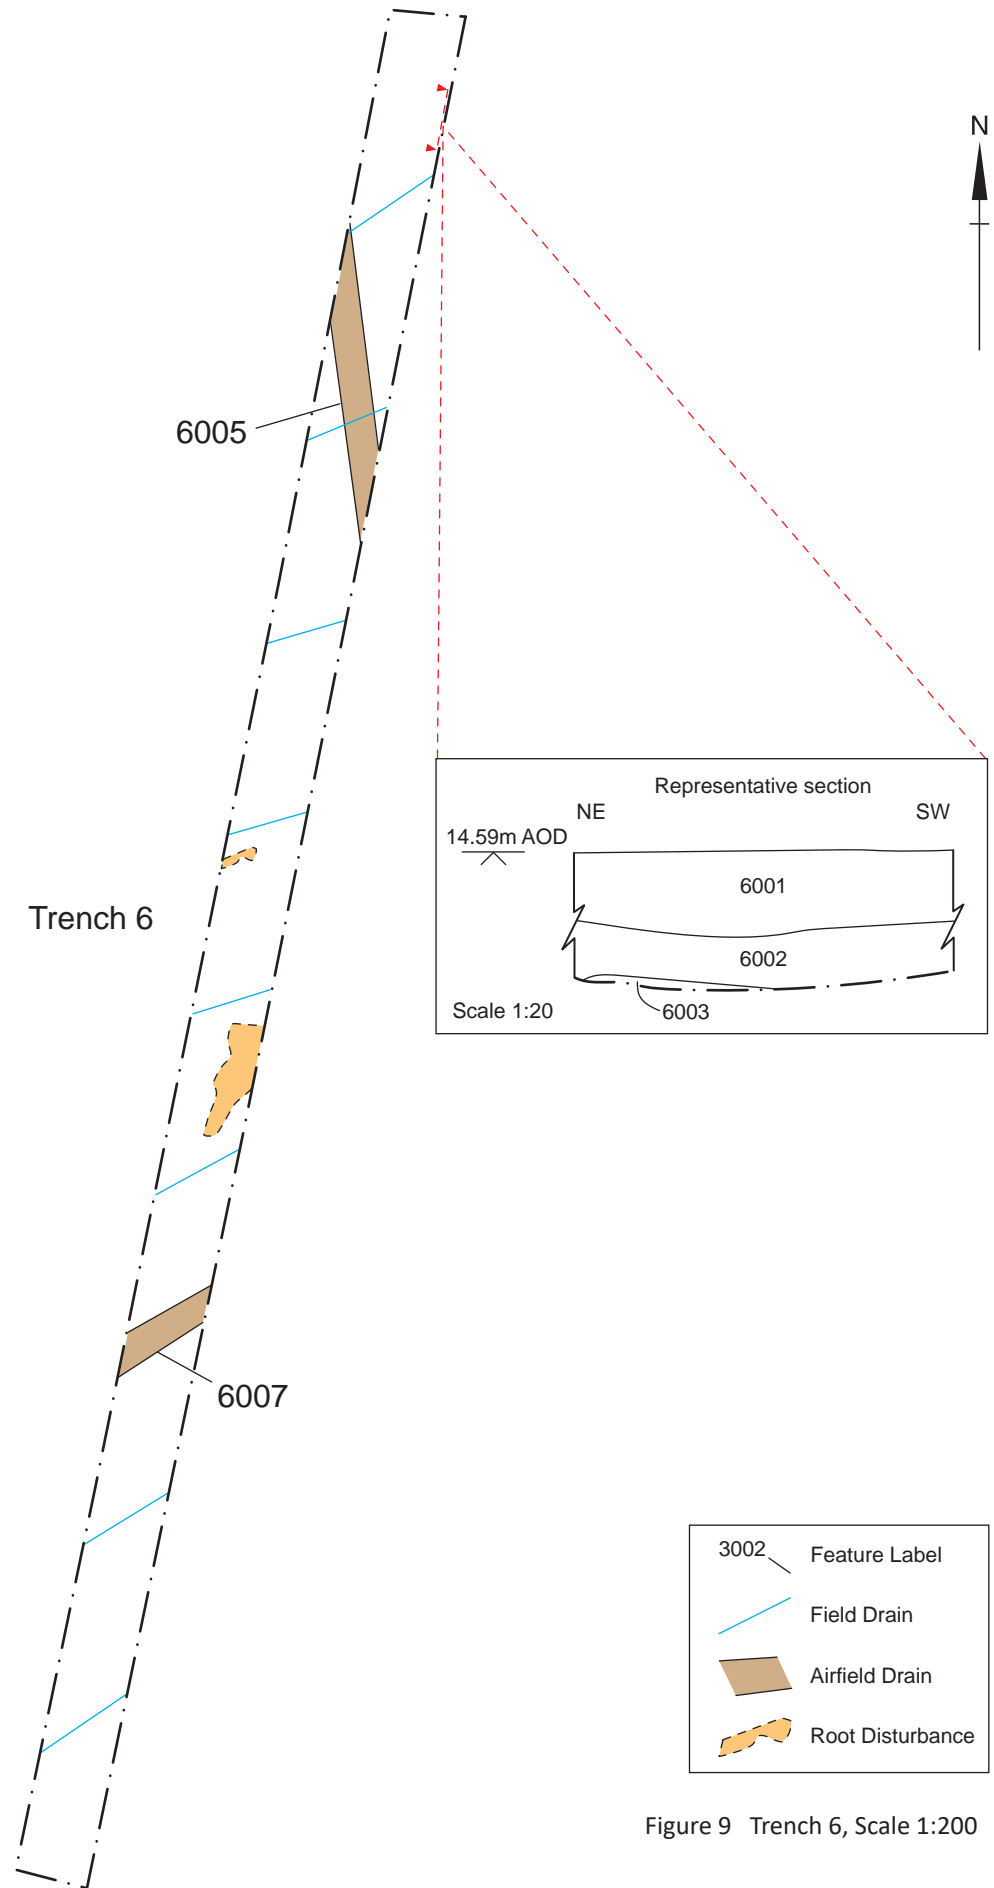 N
6005
Representative section
NE
SW
14.59m AOD
6001
6002
Scale 1:20
6003
Trench 6
6007
3002
Feature Label
Field Drain
Airfield Drain
Root Disturbance
Figure 9 Trench 6, Scale 1:200